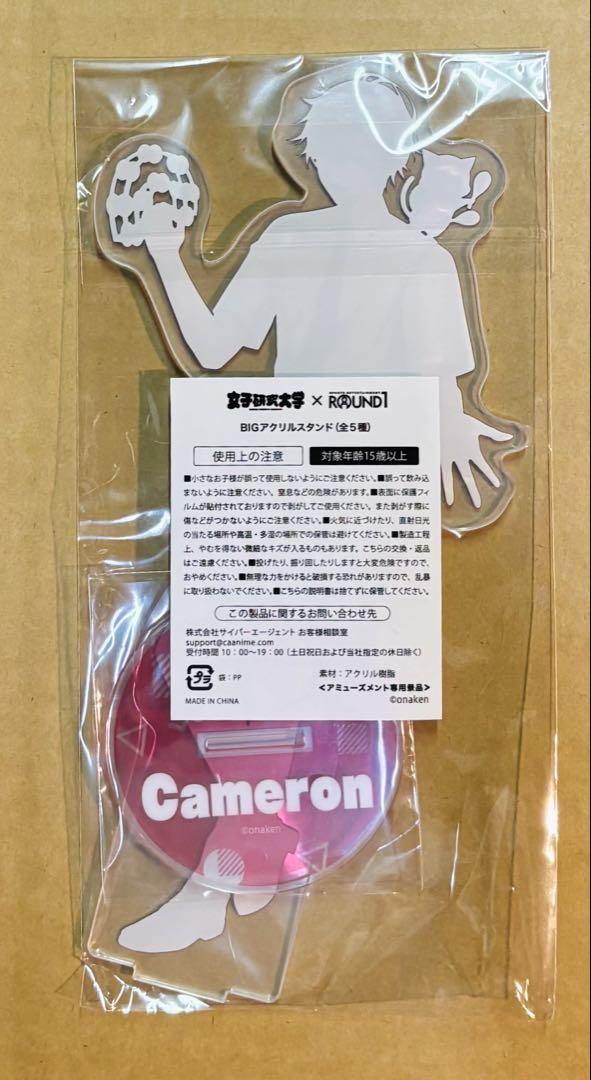 女子研究大学 × SPORTS ENTERTAINMENT ROUND1
BIGアクリルスタンド（全5種）
使用上の注意 対象年齢15歳以上
■小さなお子様が誤って使用しないようにご注意ください。■誤って飲み込
まないように注意ください。窒息などの危険があります。■表面に保護フィ
ルムが貼付されておりますので剥がしてご使用ください。また剥がす際に
傷などがつかないようにご注意ください。■火気に近づけたり、直射日光
の当たる場所や高温・多湿の場所での保管は避けてください。■製造工程
上、やむを得ない微細なキズが入るものもあります。こちらの交換・返品
はご遠慮ください。■投げたり、振り回したりしますと大変危険ですので、
おやめください。■無理な力をかけると破損する恐れがありますので、乱暴
に取り扱わないでください。■こちらの説明書は捨てずに保管してください。
この製品に関するお問い合わせ先
株式会社サイバーエージェント お客様相談室
support@caanime.com
受付時間 10：00〜19：00（土日祝日および当社指定の休日除く）
プラ 袋：PP
素材：アクリル樹脂
＜アミューズメント専用景品＞
MADE IN CHINA ©onaken
Cameron
©onaken